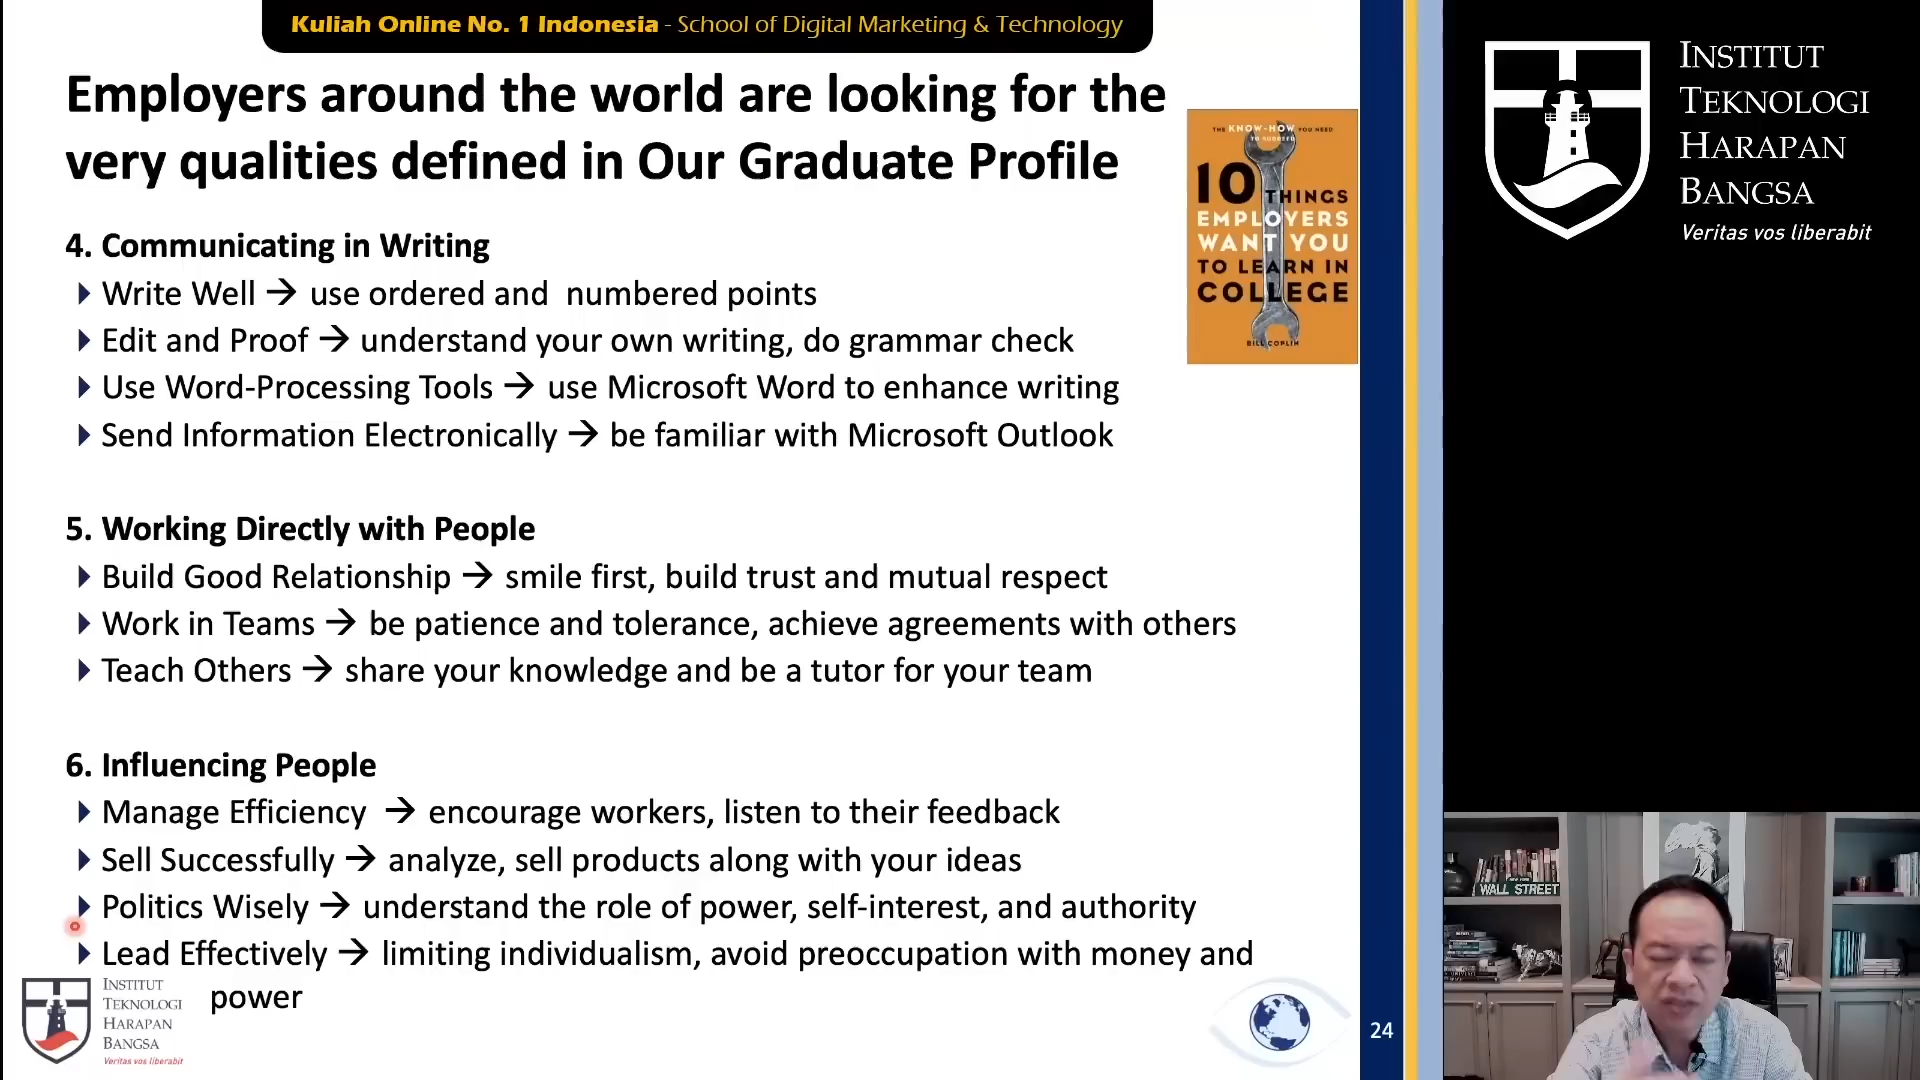 Kuliah Online No. 1 Indonesia - School of Digital Marketing & Technology
Employers around the world are looking for the
very qualities defined in Our Graduate Profile
THE KNOW-HOW YOU NEED
TO SUCCEED
10 THINGS
EMPLOYERS
WANT YOU
TO LEARN IN
COLLEGE
BILL COPLIN
4. Communicating in Writing
Write Well → use ordered and numbered points
Edit and Proof → understand your own writing, do grammar check
Use Word-Processing Tools → use Microsoft Word to enhance writing
Send Information Electronically → be familiar with Microsoft Outlook
5. Working Directly with People
Build Good Relationship → smile first, build trust and mutual respect
Work in Teams → be patience and tolerance, achieve agreements with others
Teach Others → share your knowledge and be a tutor for your team
6. Influencing People
Manage Efficiency → encourage workers, listen to their feedback
Sell Successfully → analyze, sell products along with your ideas
Politics Wisely → understand the role of power, self-interest, and authority
Lead Effectively → limiting individualism, avoid preoccupation with money and
power
INSTITUT
TEKNOLOGI
HARAPAN
BANGSA
Veritas vos liberabit
24
INSTITUT
TEKNOLOGI
HARAPAN
BANGSA
Veritas vos liberabit
WALL STREET